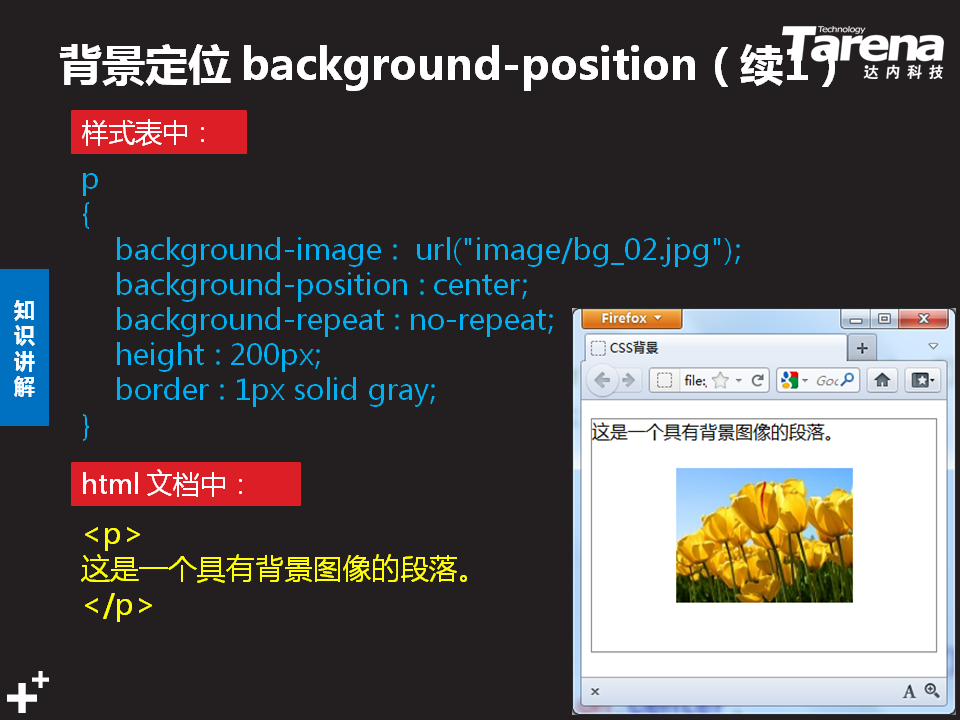 背景定位 background-position（续1）
Technology
Tarena
达内科技
样式表中：
p
{
background-image : url("image/bg_02.jpg");
background-position : center;
background-repeat : no-repeat;
height : 200px;
border : 1px solid gray;
}
知识讲解
html 文档中：
<p>
这是一个具有背景图像的段落。
</p>
Firefox
CSS背景
file:
Goo
这是一个具有背景图像的段落。
A